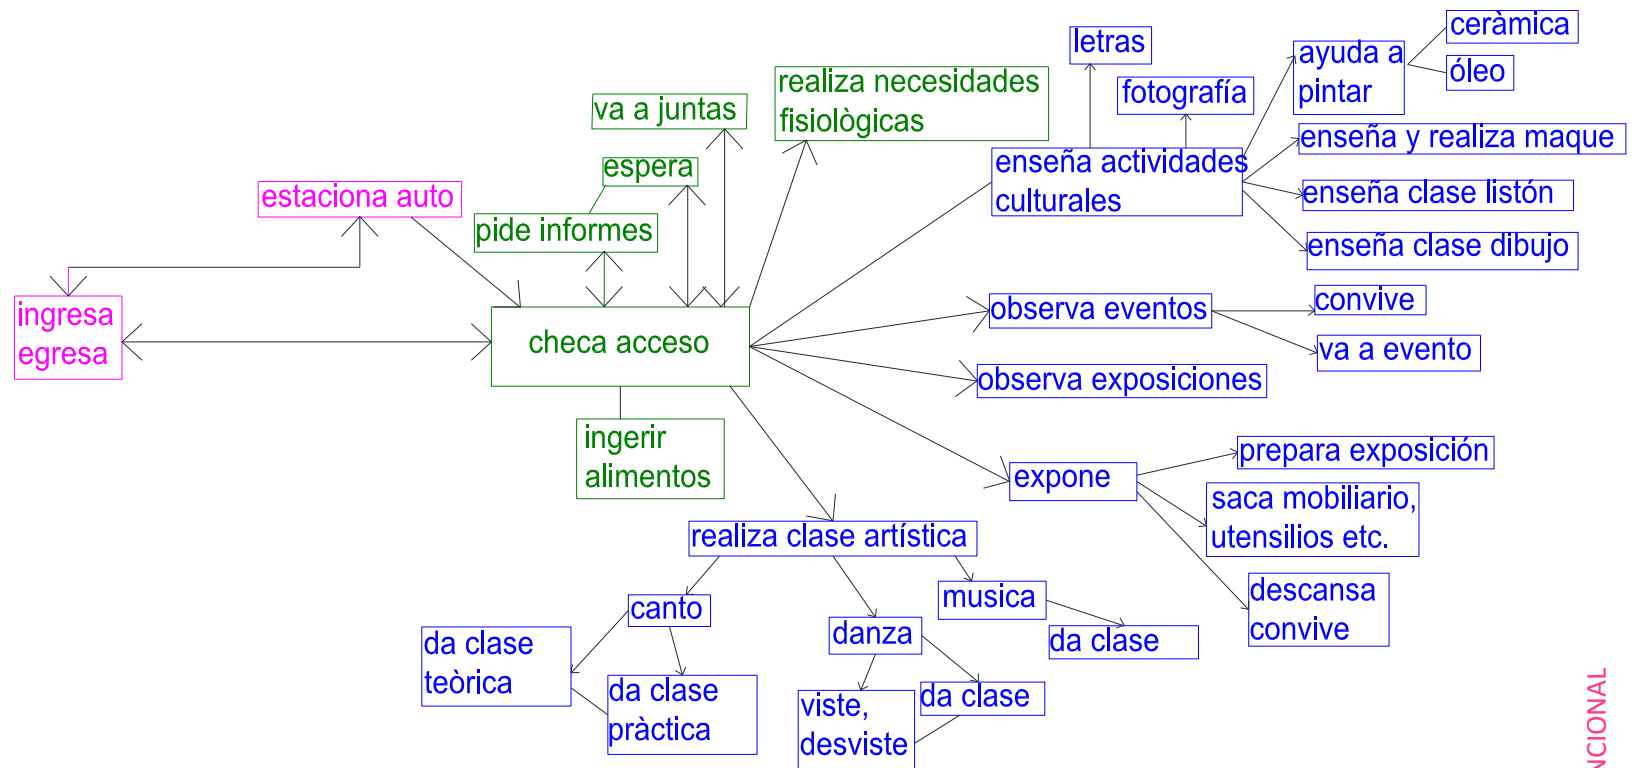 ceràmica
letras
ayuda a
pintar
óleo
realiza necesidades
fisiològicas
fotografía
va a juntas
enseña y realiza maque
espera
enseña actividades
culturales
estaciona auto
enseña clase listón
pide informes
enseña clase dibujo
ingresa
egresa
observa eventos
convive
checa acceso
va a evento
observa exposiciones
ingerir
alimentos
prepara exposición
expone
saca mobiliario,
utensilios etc.
realiza clase artística
descansa
convive
canto
musica
danza
da clase
da clase
teòrica
da clase
pràctica
da clase
viste,
desviste
NCIONAL